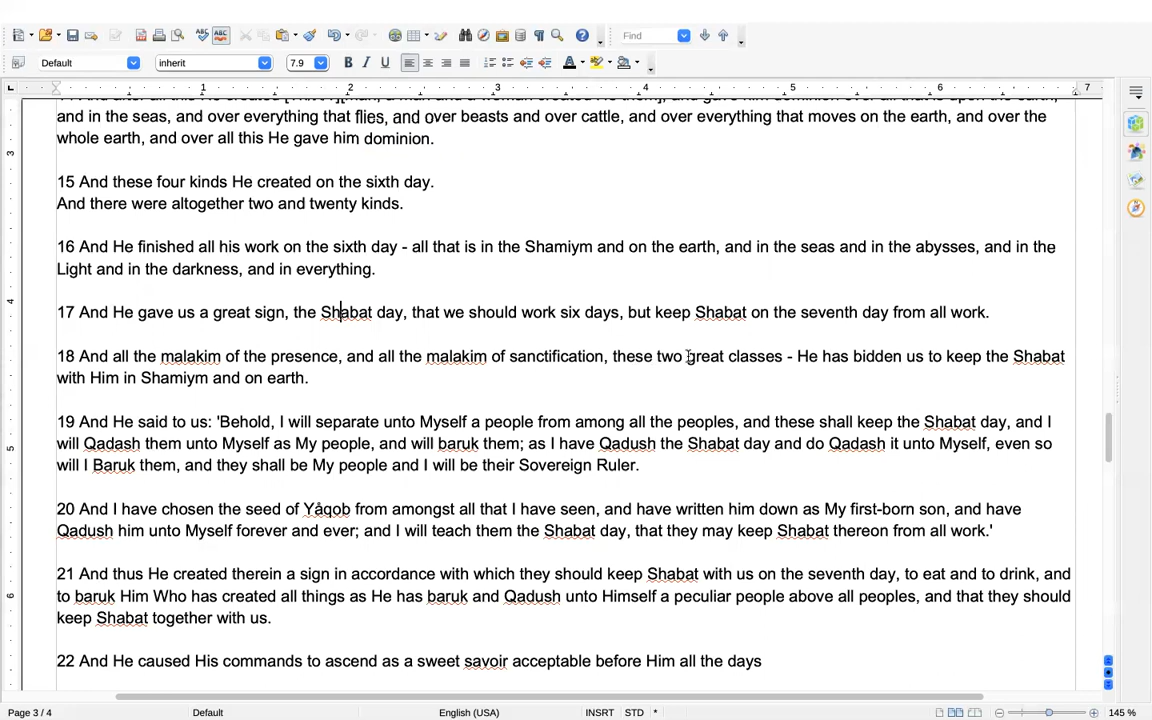 Find
Default
inherit
7.9
1 2 3 4 5 6 7
and in the seas, and over everything that flies, and over beasts and over cattle, and over everything that moves on the earth, and over the
whole earth, and over all this He gave him dominion.
15 And these four kinds He created on the sixth day.
And there were altogether two and twenty kinds.
16 And He finished all his work on the sixth day - all that is in the Shamiym and on the earth, and in the seas and in the abysses, and in the
Light and in the darkness, and in everything.
17 And He gave us a great sign, the Shabat day, that we should work six days, but keep Shabat on the seventh day from all work.
18 And all the malakim of the presence, and all the malakim of sanctification, these two great classes - He has bidden us to keep the Shabat
with Him in Shamiym and on earth.
19 And He said to us: 'Behold, I will separate unto Myself a people from among all the peoples, and these shall keep the Shabat day, and I
will Qadash them unto Myself as My people, and will baruk them; as I have Qadush the Shabat day and do Qadash it unto Myself, even so
will I Baruk them, and they shall be My people and I will be their Sovereign Ruler.
20 And I have chosen the seed of Yåqob from amongst all that I have seen, and have written him down as My first-born son, and have
Qadush him unto Myself forever and ever; and I will teach them the Shabat day, that they may keep Shabat thereon from all work.'
21 And thus He created therein a sign in accordance with which they should keep Shabat with us on the seventh day, to eat and to drink, and
to baruk Him Who has created all things as He has baruk and Qadush unto Himself a peculiar people above all peoples, and that they should
keep Shabat together with us.
22 And He caused His commands to ascend as a sweet savoir acceptable before Him all the days
Page 3 / 4 Default English (USA) INSRT STD * 145 %